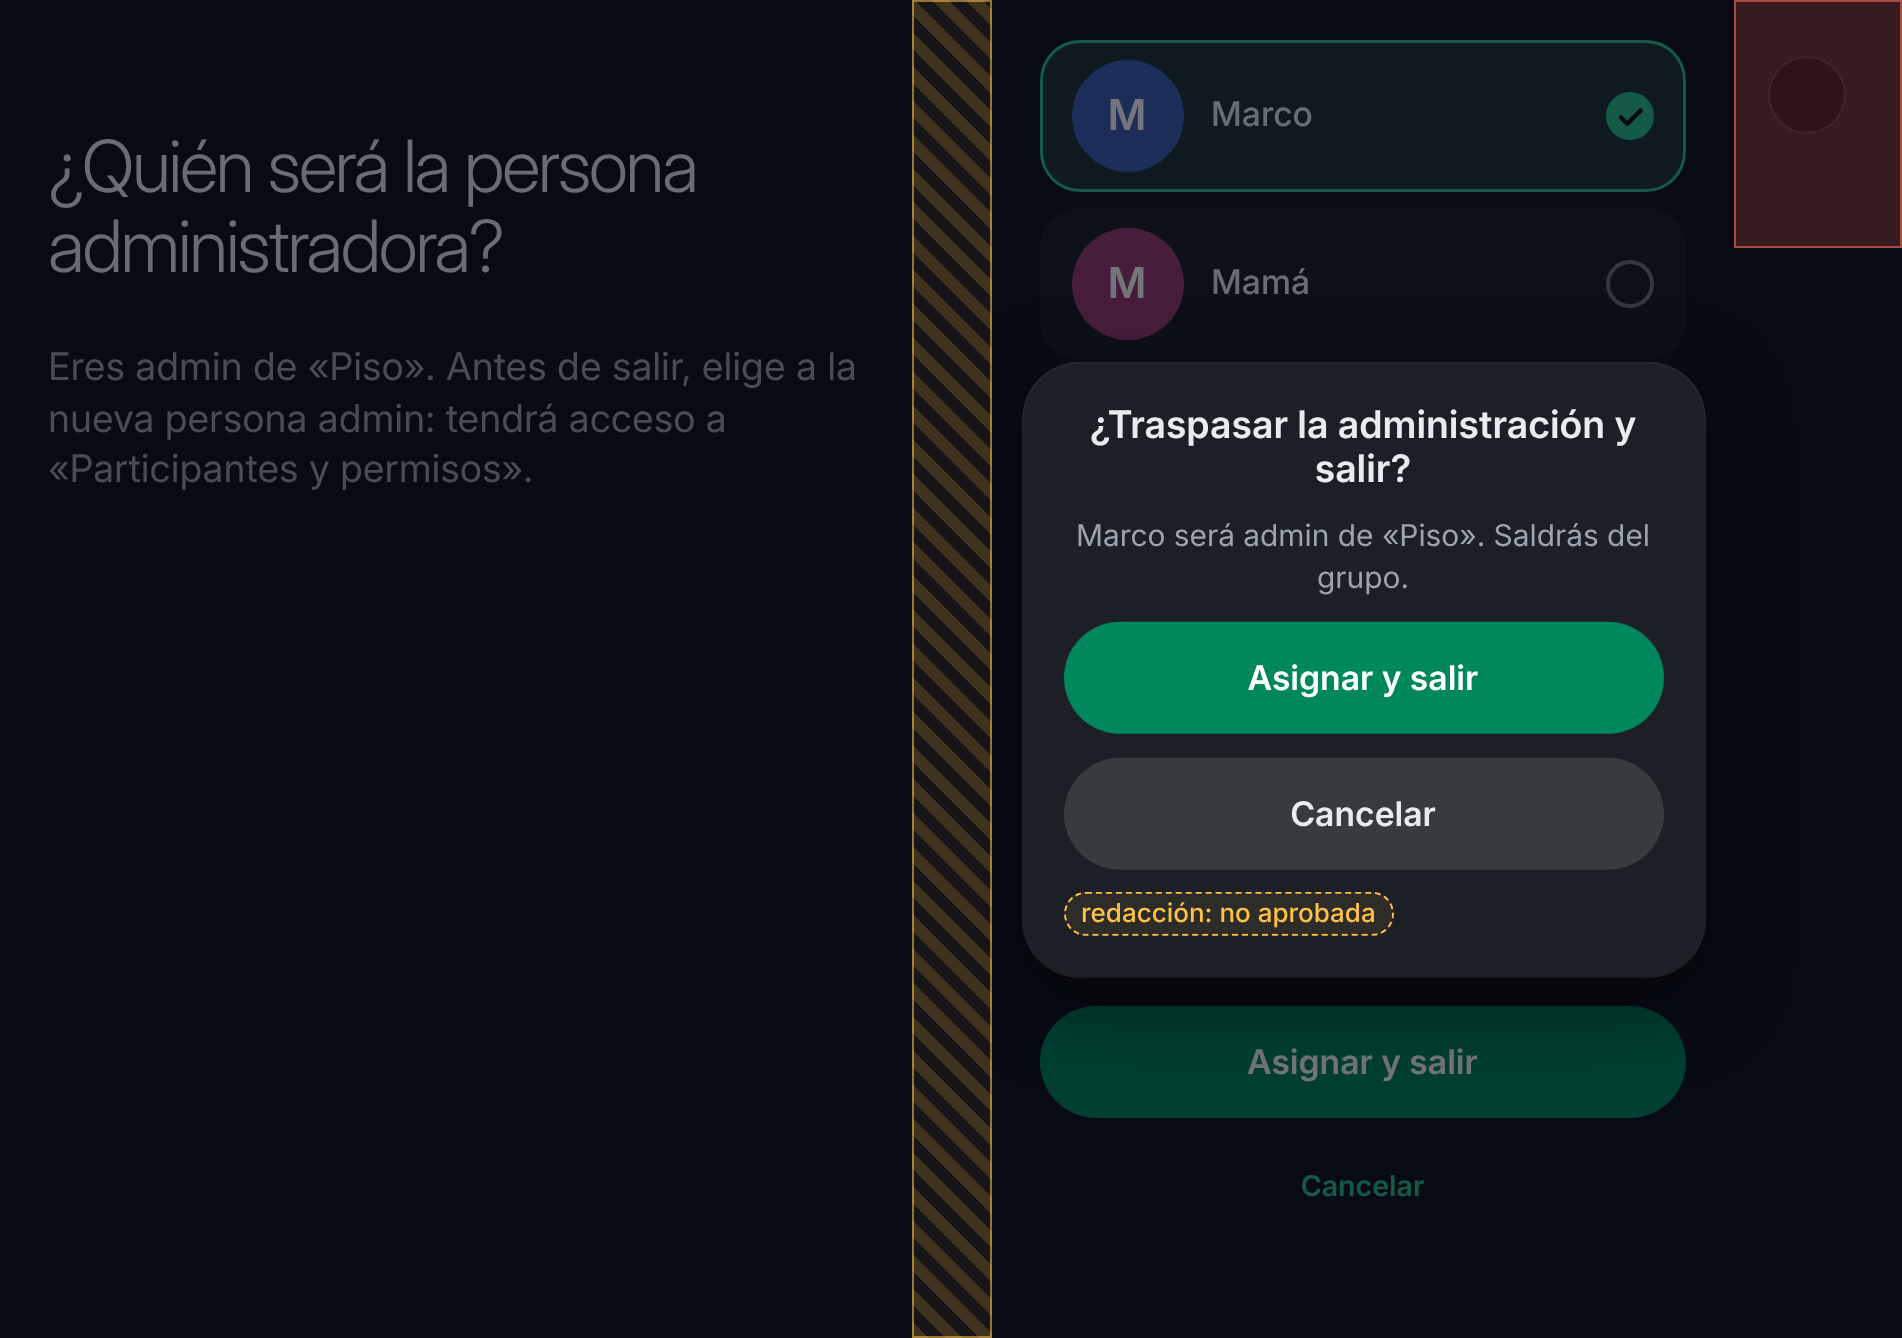 ¿Quién será la persona
administradora?
Eres admin de «Piso». Antes de salir, elige a la
nueva persona admin: tendrá acceso a
«Participantes y permisos».
M
Marco
M
Mamá
¿Traspasar la administración y
salir?
Marco será admin de «Piso». Saldrás del
grupo.
Asignar y salir
Cancelar
redacción: no aprobada
Asignar y salir
Cancelar